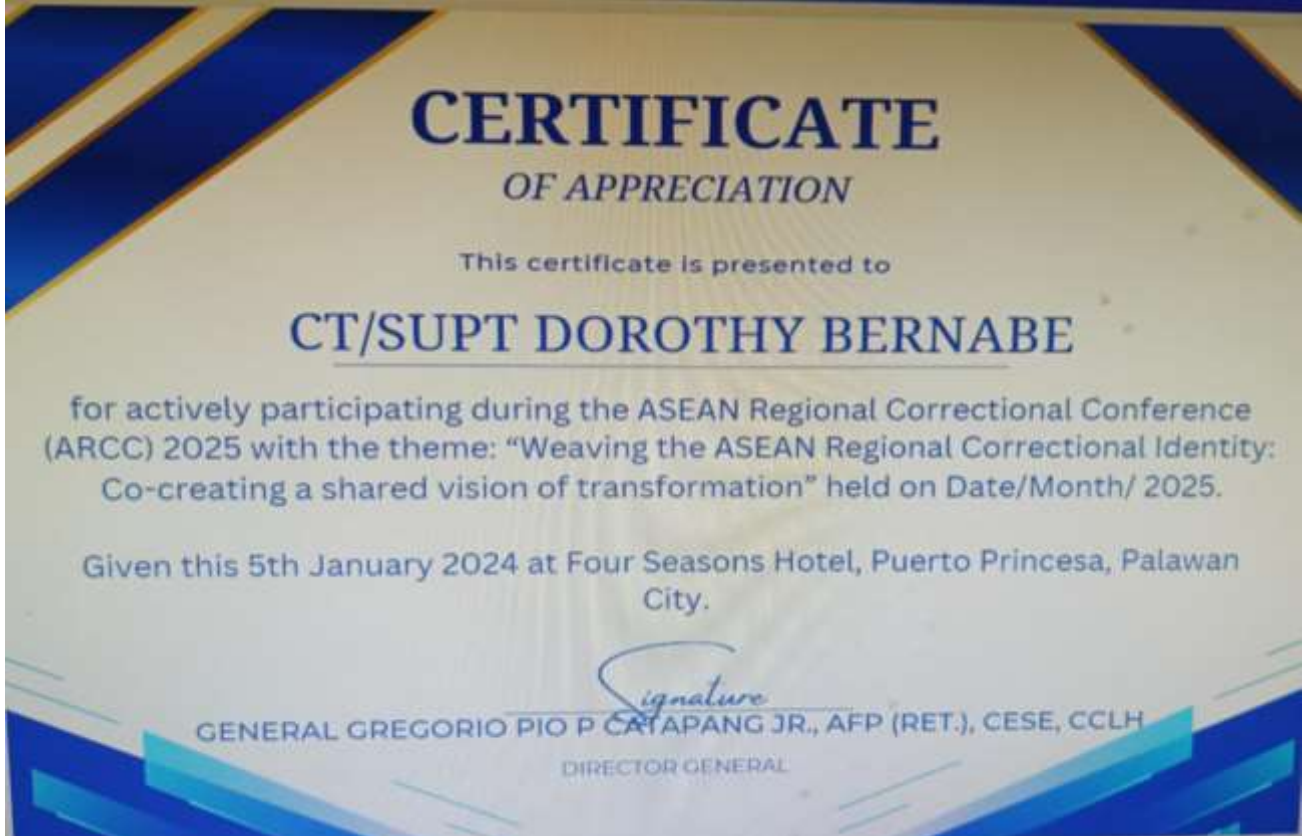 CERTIFICATE
OF APPRECIATION
This certificate is presented to
CT/SUPT DOROTHY BERNABE
for actively participating during the ASEAN Regional Correctional Conference
(ARCC) 2025 with the theme: “Weaving the ASEAN Regional Correctional Identity:
Co-creating a shared vision of transformation” held on Date/Month/ 2025.
Given this 5th January 2024 at Four Seasons Hotel, Puerto Princesa, Palawan
City.
Signature
GENERAL GREGORIO PIO P CATAPANG JR., AFP (RET.), CESE, CCLH
DIRECTOR GENERAL